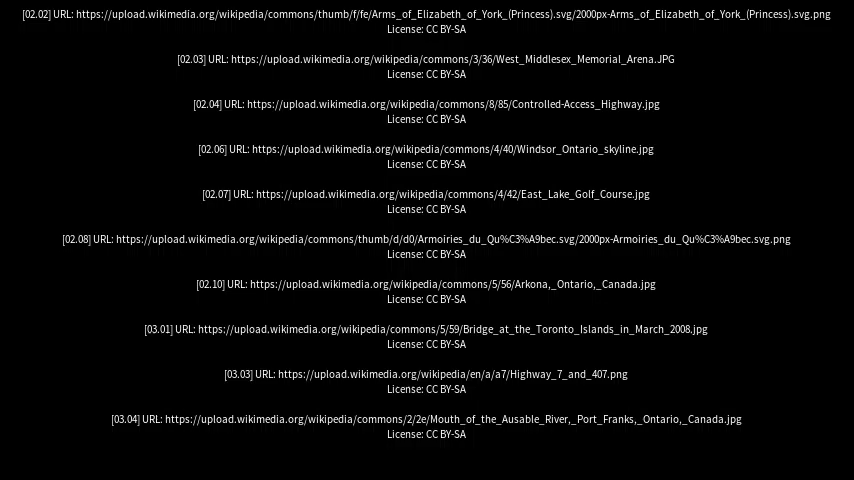 [02.02] URL: https://upload.wikimedia.org/wikipedia/commons/thumb/f/fe/Arms_of_Elizabeth_of_York_(Princess).svg/2000px-Arms_of_Elizabeth_of_York_(Princess).svg.png
License: CC BY-SA
[02.03] URL: https://upload.wikimedia.org/wikipedia/commons/3/36/West_Middlesex_Memorial_Arena.JPG
License: CC BY-SA
[02.04] URL: https://upload.wikimedia.org/wikipedia/commons/8/85/Controlled-Access_Highway.jpg
License: CC BY-SA
[02.06] URL: https://upload.wikimedia.org/wikipedia/commons/4/40/Windsor_Ontario_skyline.jpg
License: CC BY-SA
[02.07] URL: https://upload.wikimedia.org/wikipedia/commons/4/42/East_Lake_Golf_Course.jpg
License: CC BY-SA
[02.08] URL: https://upload.wikimedia.org/wikipedia/commons/thumb/d/d0/Armoiries_du_Qu%C3%A9bec.svg/2000px-Armoiries_du_Qu%C3%A9bec.svg.png
License: CC BY-SA
[02.10] URL: https://upload.wikimedia.org/wikipedia/commons/5/56/Arkona,_Ontario,_Canada.jpg
License: CC BY-SA
[03.01] URL: https://upload.wikimedia.org/wikipedia/commons/5/59/Bridge_at_the_Toronto_Islands_in_March_2008.jpg
License: CC BY-SA
[03.03] URL: https://upload.wikimedia.org/wikipedia/en/a/a7/Highway_7_and_407.png
License: CC BY-SA
[03.04] URL: https://upload.wikimedia.org/wikipedia/commons/2/2e/Mouth_of_the_Ausable_River,_Port_Franks,_Ontario,_Canada.jpg
License: CC BY-SA